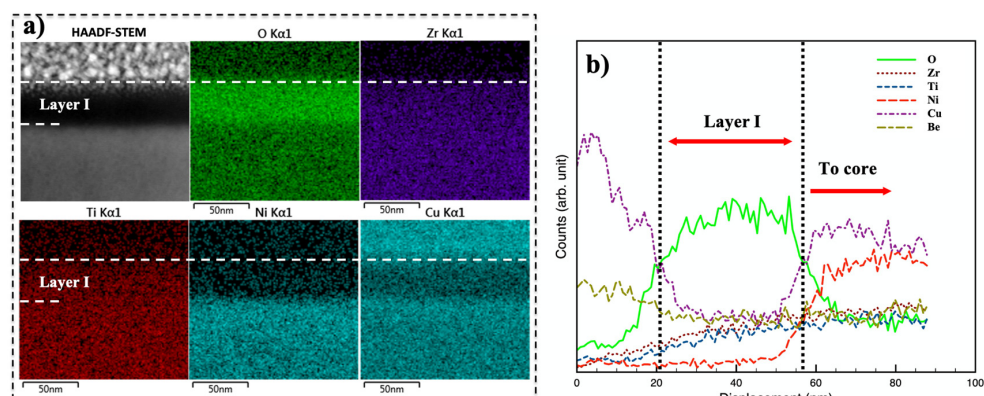 a)
HAADF-STEM
O Kα1
Zr Kα1
Layer I
50nm
50nm
Ti Kα1
Ni Kα1
Cu Kα1
Layer I
50nm
50nm
50nm
b)
O
Zr
Ti
Ni
Cu
Be
Layer I
To core
Counts (arb. unit)
0 20 40 60 80 100